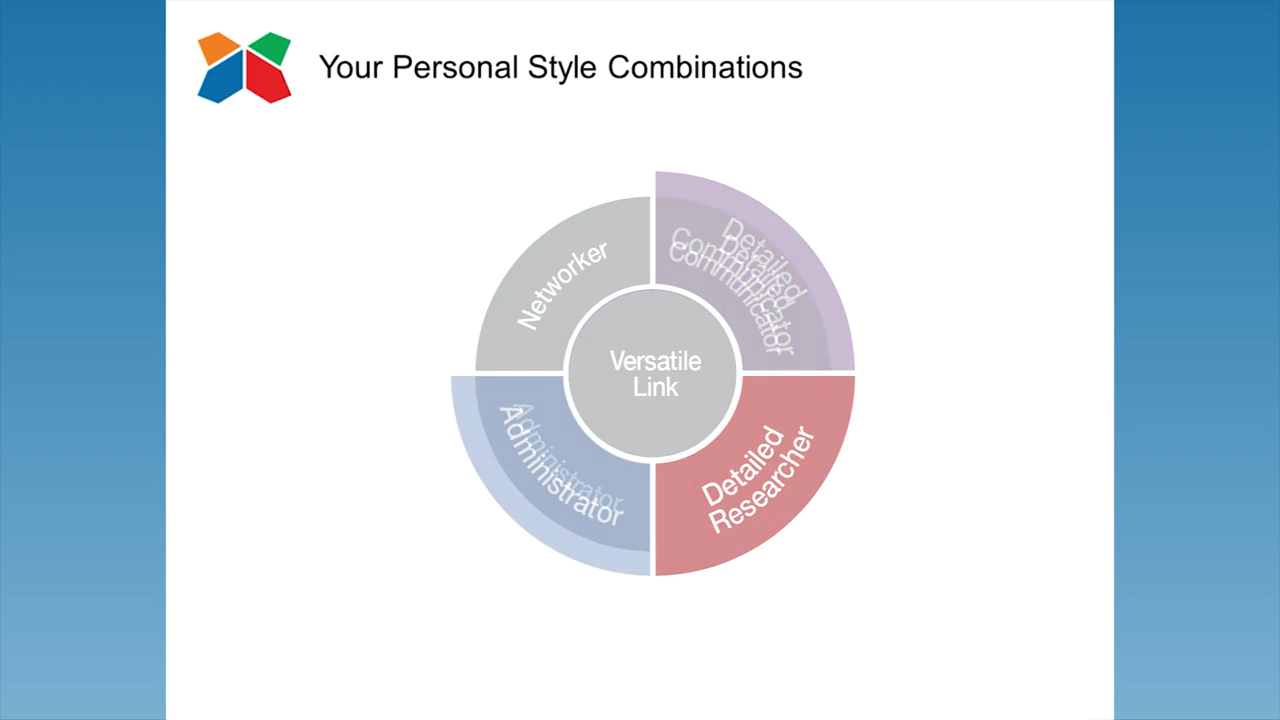 Your Personal Style Combinations
Networker
Detailed
Communicator
Versatile
Link
Administrator
Detailed
Researcher